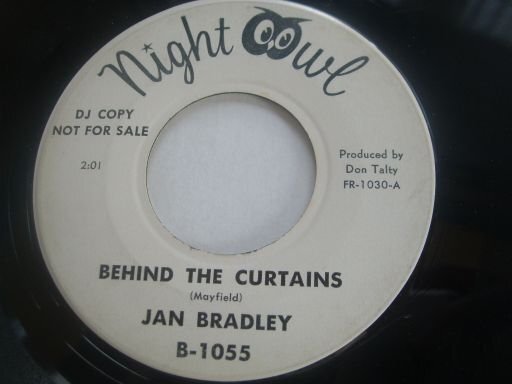 Night Owl
DJ COPY
NOT FOR SALE
2:01
Produced by
Don Talty
FR-1030-A
BEHIND THE CURTAINS
(Mayfield)
JAN BRADLEY
B-1055